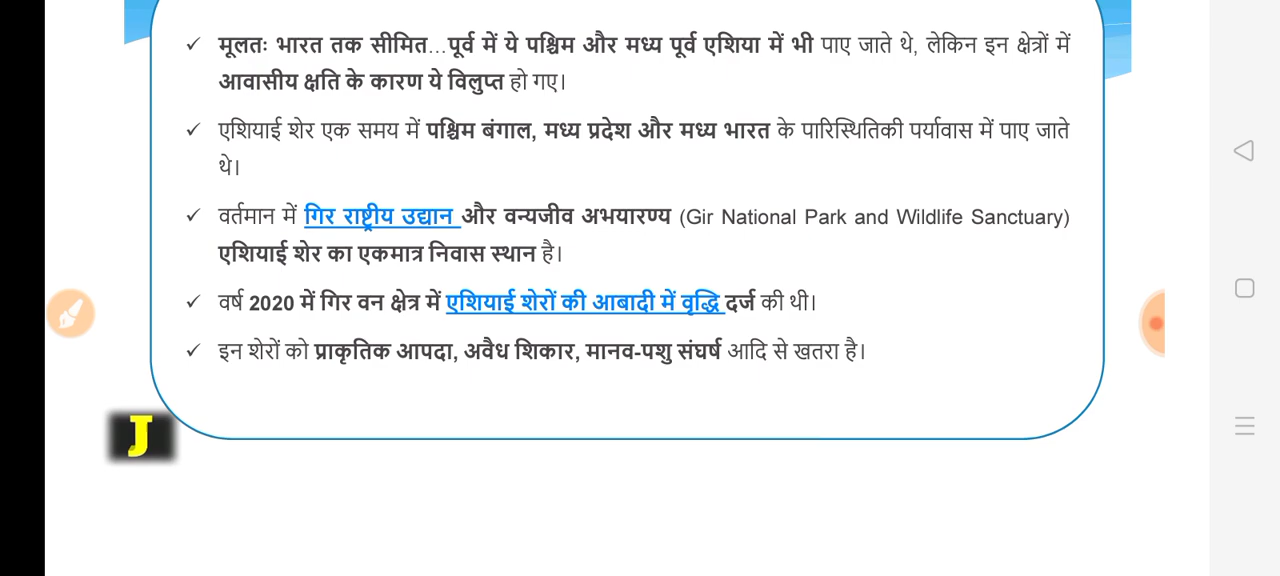 ✓ मूलतः भारत तक सीमित...पूर्व में ये पश्चिम और मध्य पूर्व एशिया में भी पाए जाते थे, लेकिन इन क्षेत्रों में
आवासीय क्षति के कारण ये विलुप्त हो गए।
✓ एशियाई शेर एक समय में पश्चिम बंगाल, मध्य प्रदेश और मध्य भारत के पारिस्थितिकी पर्यावास में पाए जाते
थे।
✓ वर्तमान में गिर राष्ट्रीय उद्यान और वन्यजीव अभयारण्य (Gir National Park and Wildlife Sanctuary)
एशियाई शेर का एकमात्र निवास स्थान है।
✓ वर्ष 2020 में गिर वन क्षेत्र में एशियाई शेरों की आबादी में वृद्धि दर्ज की थी।
✓ इन शेरों को प्राकृतिक आपदा, अवैध शिकार, मानव-पशु संघर्ष आदि से खतरा है।
J